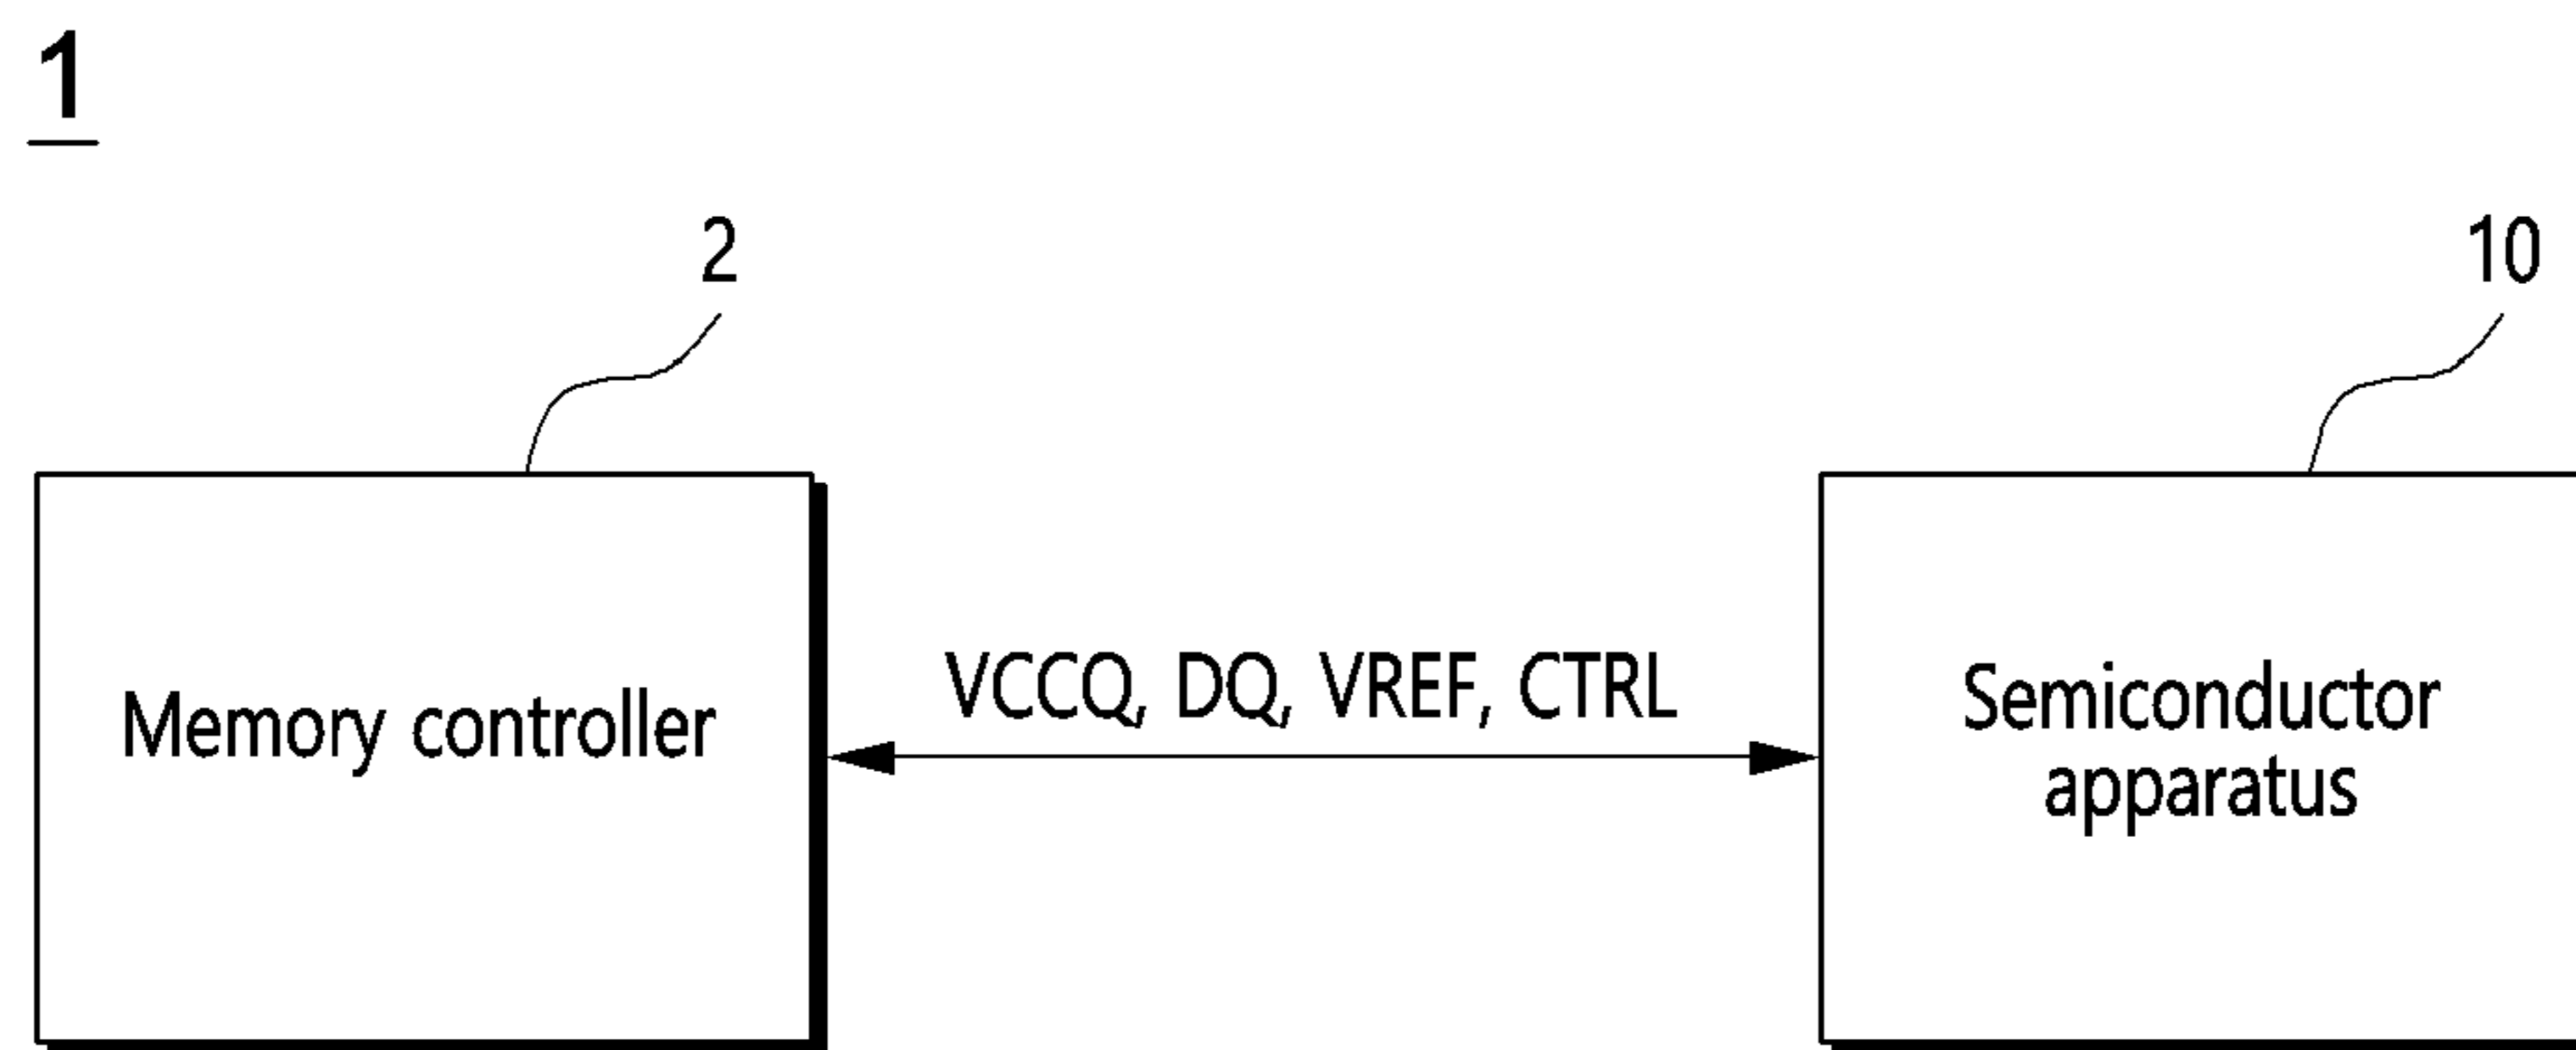 1
2
10
VCCQ, DQ, VREF, CTRL
Memory controller
Semiconductor
apparatus